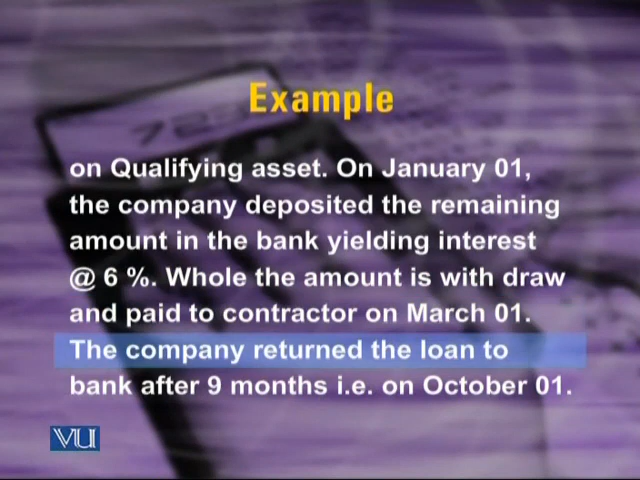 Example
on Qualifying asset. On January 01,
the company deposited the remaining
amount in the bank yielding interest
@ 6 %. Whole the amount is with draw
and paid to contractor on March 01.
The company returned the loan to
bank after 9 months i.e. on October 01.
VU